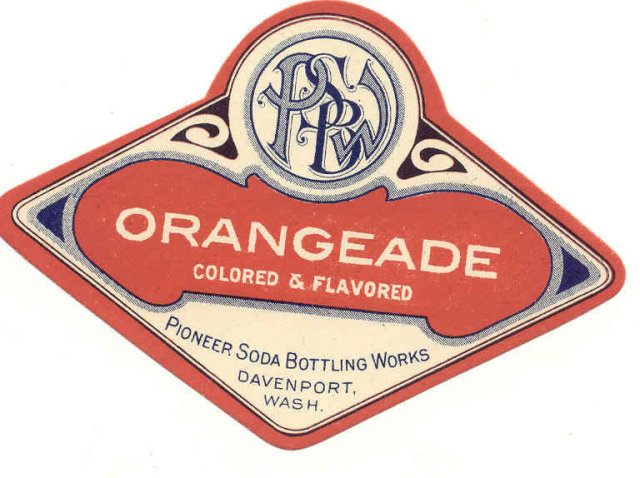 PSBW
ORANGEADE
COLORED & FLAVORED
PIONEER SODA BOTTLING WORKS
DAVENPORT,
WASH.